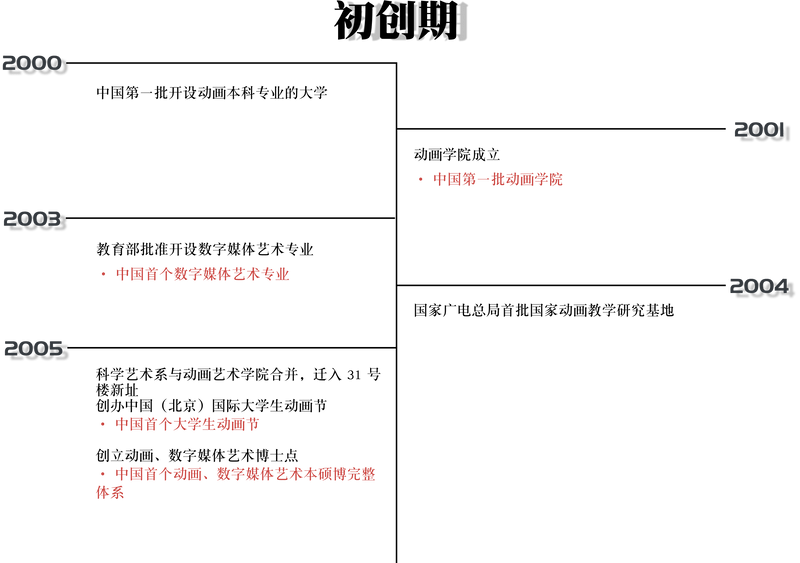 初创期
2000
中国第一批开设动画本科专业的大学
2001
动画学院成立
• 中国第一批动画学院
2003
教育部批准开设数字媒体艺术专业
• 中国首个数字媒体艺术专业
2004
国家广电总局首批国家动画教学研究基地
2005
科学艺术系与动画艺术学院合并，迁入 31 号
楼新址
创办中国（北京）国际大学生动画节
• 中国首个大学生动画节
创立动画、数字媒体艺术博士点
• 中国首个动画、数字媒体艺术本硕博完整
体系